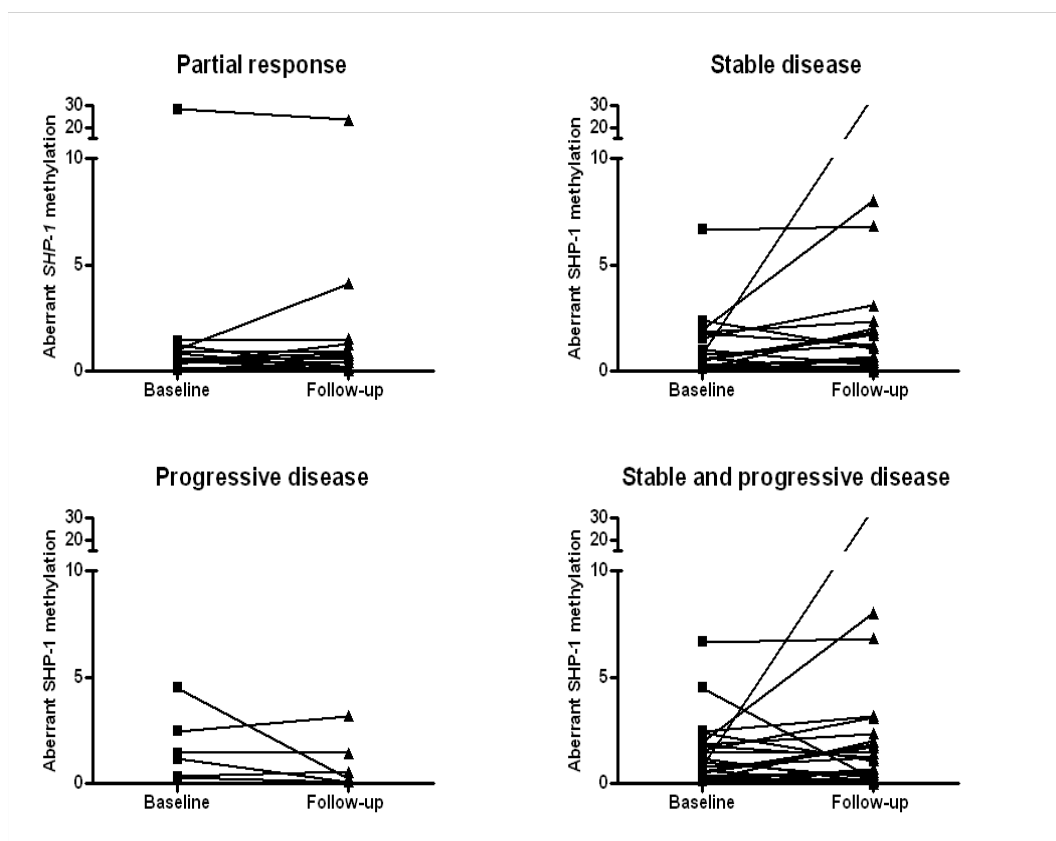 Partial response
Aberrant SHP-1 methylation
30
20
10
5
0
Baseline Follow-up
Stable disease
Aberrant SHP-1 methylation
30
20
10
5
0
Baseline Follow-up
Progressive disease
Aberrant SHP-1 methylation
30
20
10
5
0
Baseline Follow-up
Stable and progressive disease
Aberrant SHP-1 methylation
30
20
10
5
0
Baseline Follow-up